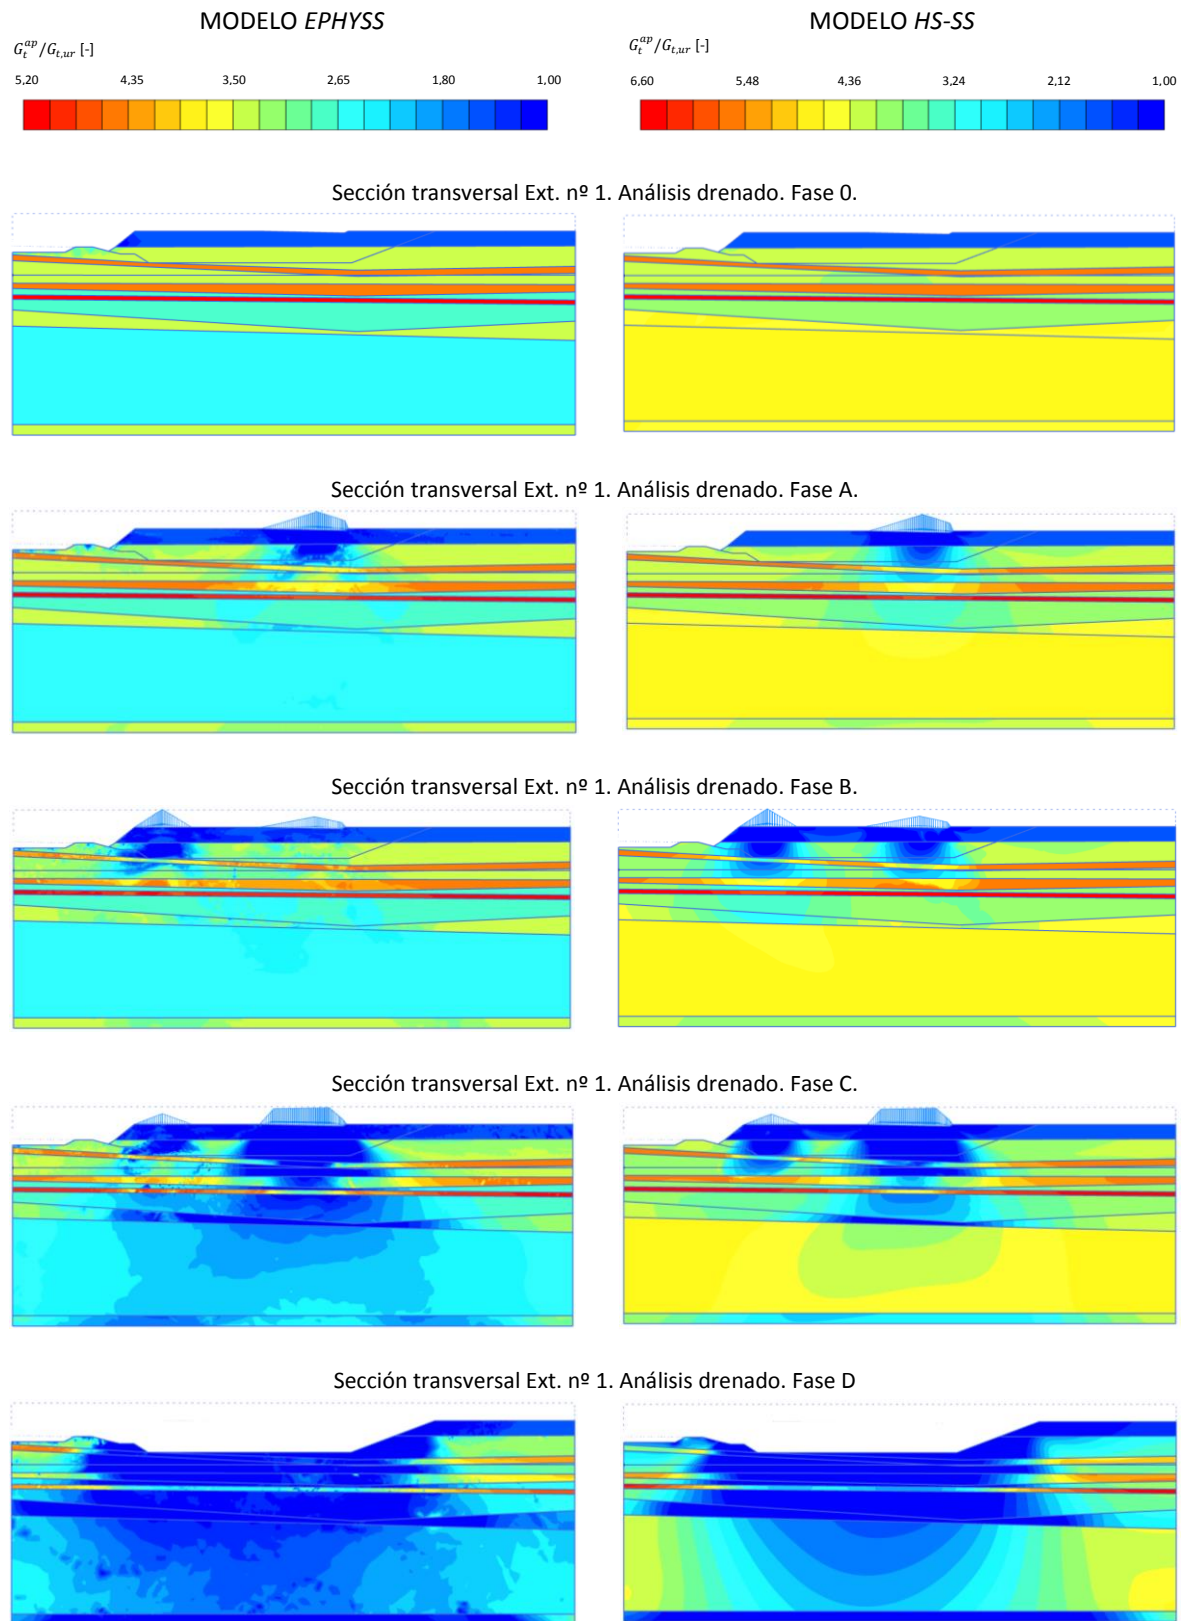 MODELO EPHYSS
MODELO HS-SS
G_t^{ap}/G_{t,ur} [-]
G_t^{ap}/G_{t,ur} [-]
5,20 4,35 3,50 2,65 1,80 1,00
6,60 5,48 4,36 3,24 2,12 1,00
Sección transversal Ext. nº 1. Análisis drenado. Fase 0.
Sección transversal Ext. nº 1. Análisis drenado. Fase A.
Sección transversal Ext. nº 1. Análisis drenado. Fase B.
Sección transversal Ext. nº 1. Análisis drenado. Fase C.
Sección transversal Ext. nº 1. Análisis drenado. Fase D